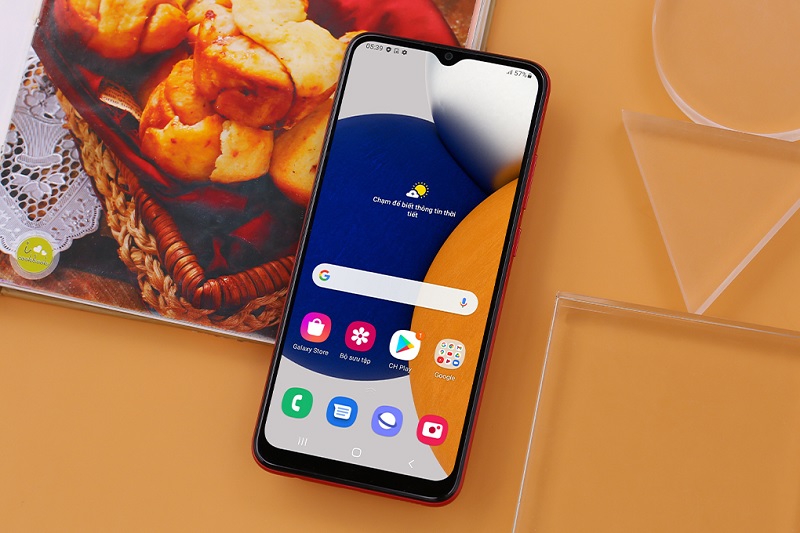 05:39
57%
Chạm để biết thông tin thời
tiết
G
Galaxy Store
Bộ sưu tập
CH Play
Google